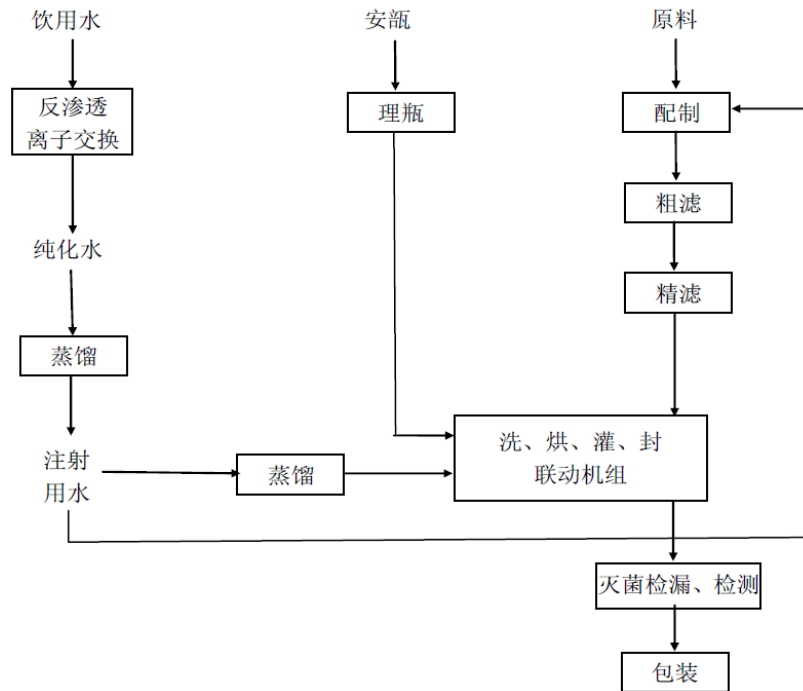 饮用水
安瓿
原料
反渗透
离子交换
理瓶
配制
粗滤
纯化水
精滤
蒸馏
洗、烘、灌、封
联动机组
注射
用水
蒸馏
灭菌检漏、检测
包装